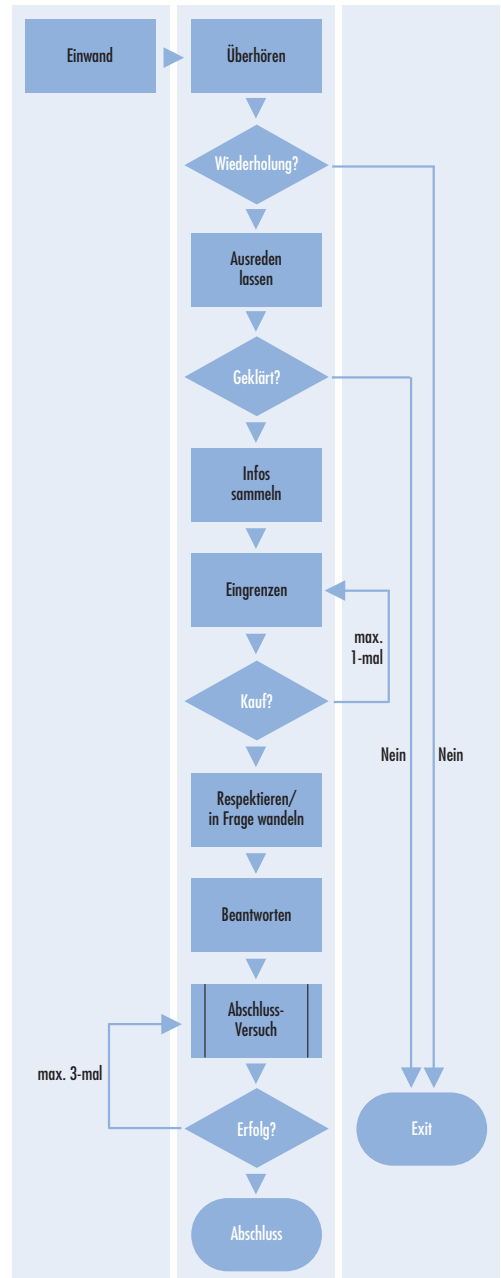 Einwand
Überhören
Wiederholung?
Ausreden
lassen
Geklärt?
Infos
sammeln
Eingrenzen
max.
1-mal
Kauf?
Nein
Nein
Respektieren/
in Frage wandeln
Beantworten
Abschluss-
Versuch
max. 3-mal
Erfolg?
Exit
Abschluss